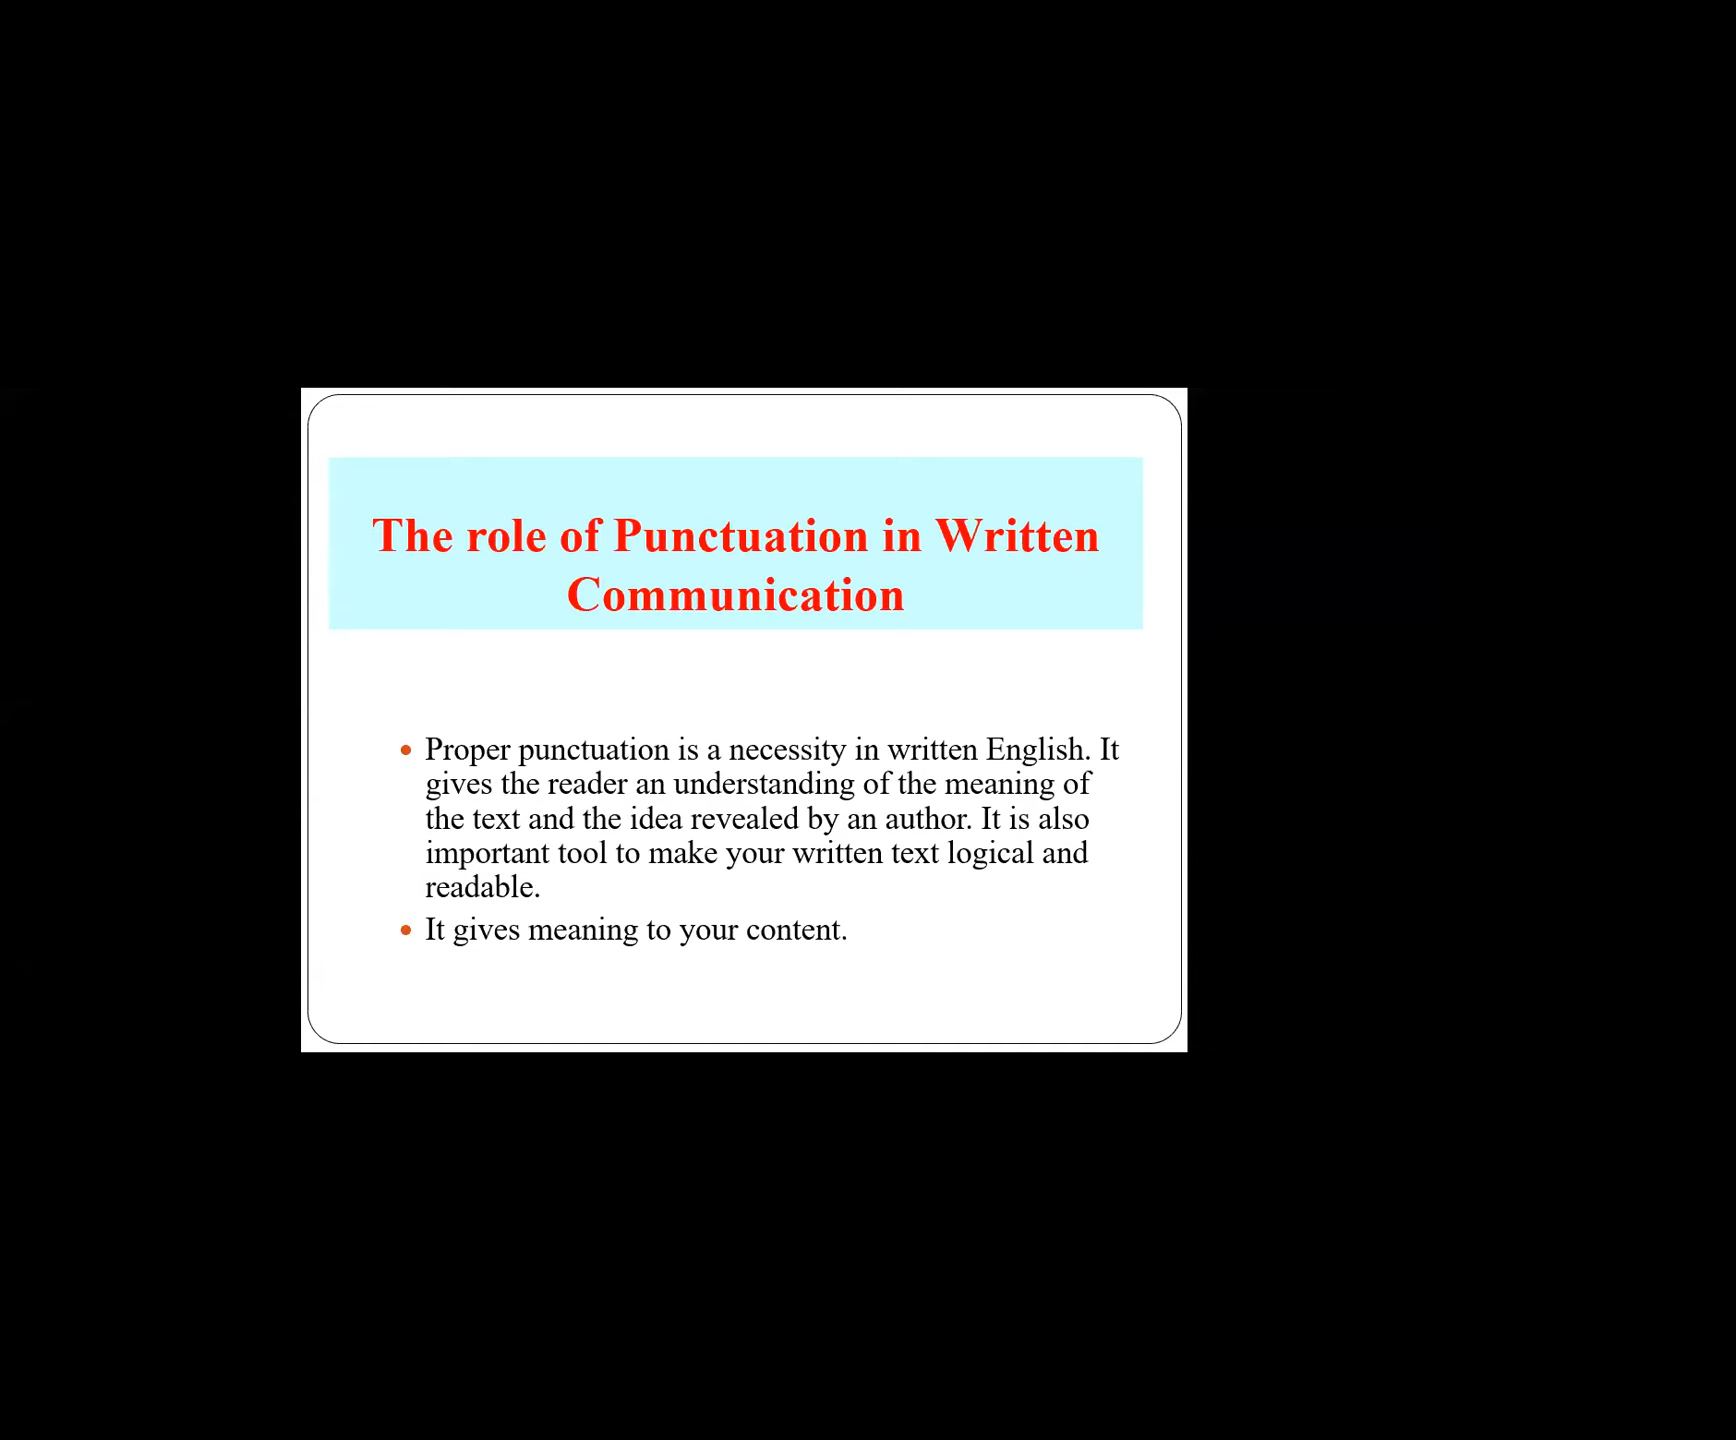 The role of Punctuation in Written
Communication
• Proper punctuation is a necessity in written English. It
gives the reader an understanding of the meaning of
the text and the idea revealed by an author. It is also
important tool to make your written text logical and
readable.
• It gives meaning to your content.